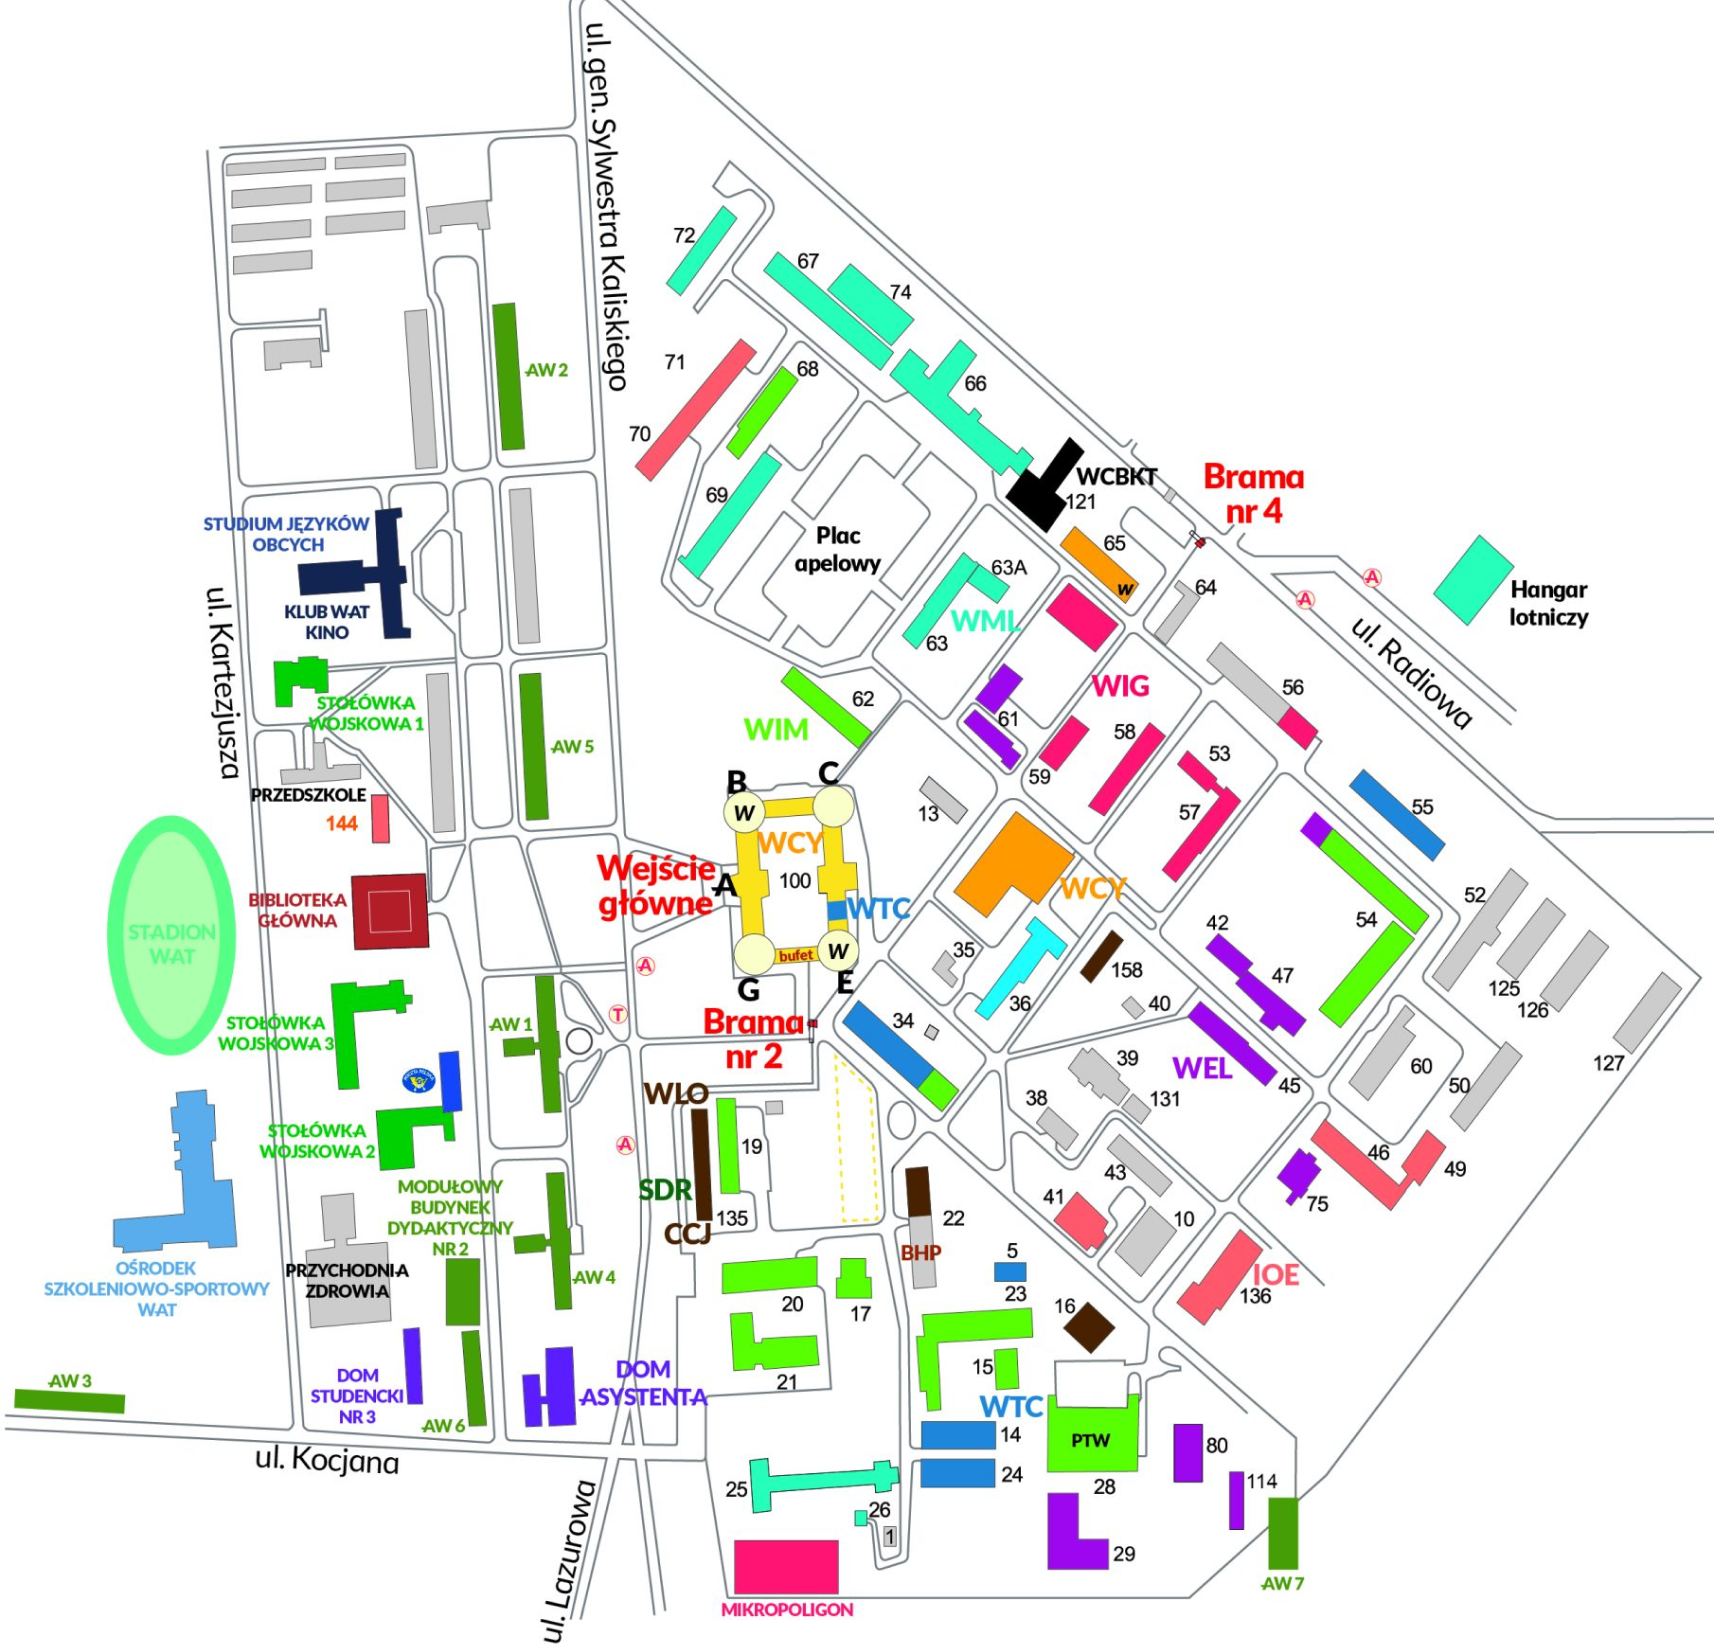 ul. gen. Sylwestra Kaliskiego
72
67
74
71
68
66
AW 2
70
69
WCBKT
121
Brama
nr 4
STUDIUM JĘZYKÓW
OBCYCH
Plac
apelowy
65
w
63A
64
A
A
Hangar
lotniczy
KLUB WAT
KINO
WML
63
ul. Radiowa
ul. Kartezjusza
STOŁÓWKA
WOJSKOWA 1
62
WIM
WIG
56
61
58
AW 5
53
59
B
C
W
PRZEDSZKOLE
144
13
57
55
WCY
Wejście
główne
A
100
WCY
BIBLIOTEKA
GŁÓWNA
WTC
52
STADION
WAT
42
54
bufet
W
35
158
47
A
G
E
36
40
125
126
T
Brama
nr 2
AW 1
34
STOŁÓWKA
WOJSKOWA 3
39
WEL
45
60
127
50
WLO
38
131
STOŁÓWKA
WOJSKOWA 2
A
19
43
46
49
SDR
MODUŁOWY
BUDYNEK
DYDAKTYCZNY
NR 2
41
75
135
22
10
CCJ
BHP
5
OŚRODEK
SZKOLENIOWO-SPORTOWY
WAT
PRZYCHODNIA
ZDROWIA
AW 4
IOE
136
20
17
23
16
15
DOM
STUDENCKI
NR 3
DOM
ASYSTENTA
21
AW 3
AW 6
WTC
14
PTW
80
ul. Kocjana
25
24
28
114
26
1
29
ul. Lazurowa
AW 7
MIKROPOLIGON